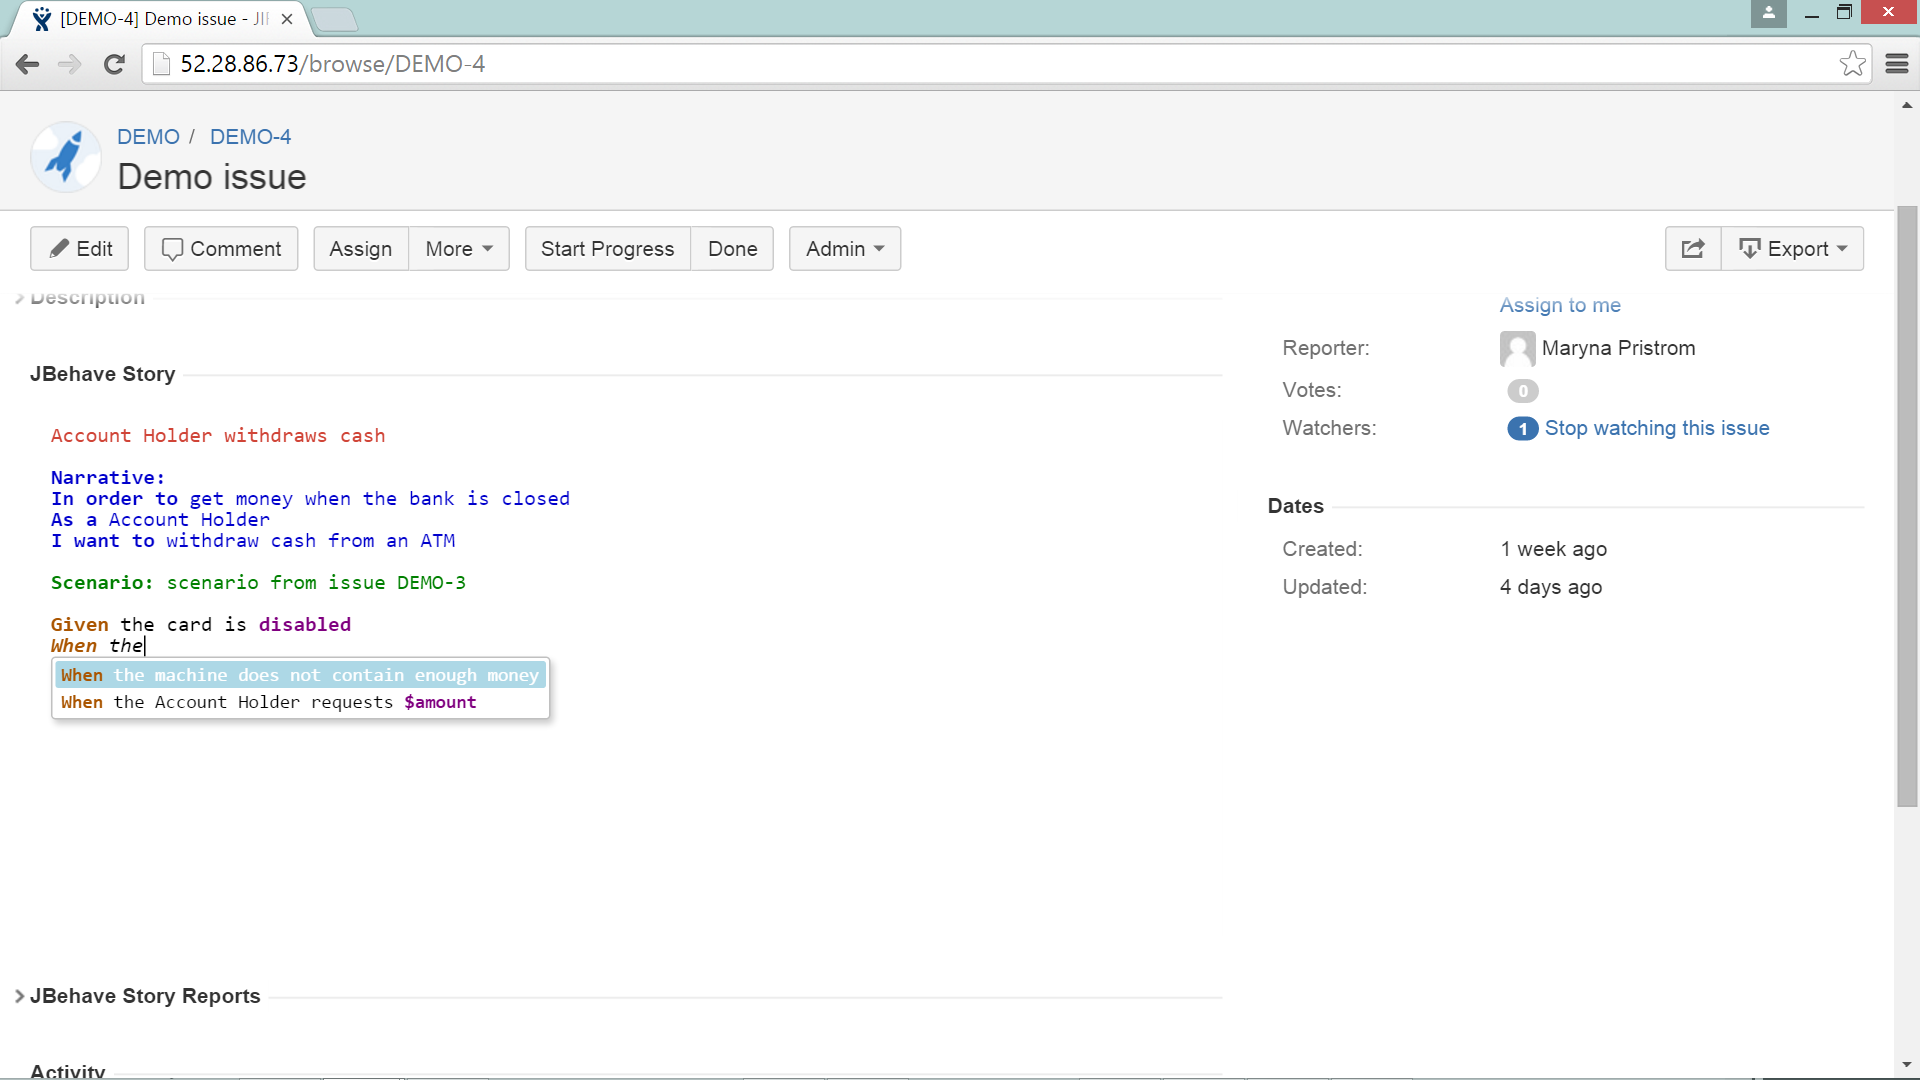 [DEMO-4] Demo issue - JI
52.28.86.73/browse/DEMO-4
DEMO / DEMO-4
Demo issue
Edit Comment Assign More Start Progress Done Admin Export
Description
Assign to me
Reporter: Maryna Pristrom
Votes: 0
Watchers: 1 Stop watching this issue
Dates
Created: 1 week ago
Updated: 4 days ago
JBehave Story
Account Holder withdraws cash
Narrative:
In order to get money when the bank is closed
As a Account Holder
I want to withdraw cash from an ATM
Scenario: scenario from issue DEMO-3
Given the card is disabled
When the
When the machine does not contain enough money
When the Account Holder requests $amount
JBehave Story Reports
Activity